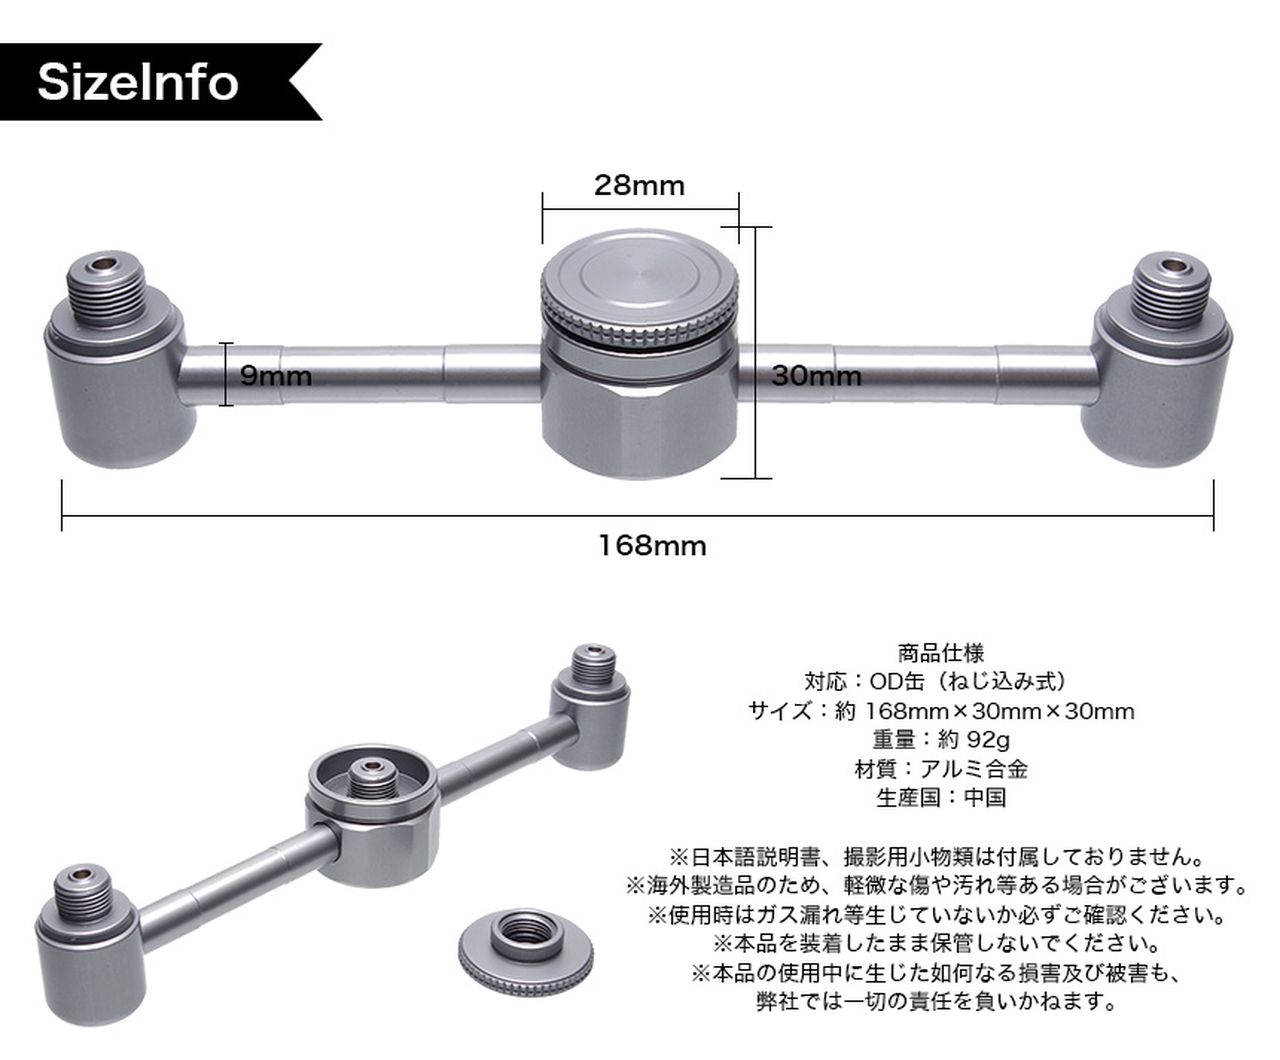 SizeInfo
28mm
9mm
30mm
168mm
商品仕様
対応：OD缶（ねじ込み式）
サイズ：約 168mm×30mm×30mm
重量：約 92g
材質：アルミ合金
生産国：中国
※日本語説明書、撮影用小物類は付属しておりません。
※海外製造品のため、軽微な傷や汚れ等ある場合がございます。
※使用時はガス漏れ等生じていないか必ずご確認ください。
※本品を装着したまま保管しないでください。
※本品の使用中に生じた如何なる損害及び被害も、
弊社では一切の責任を負いかねます。